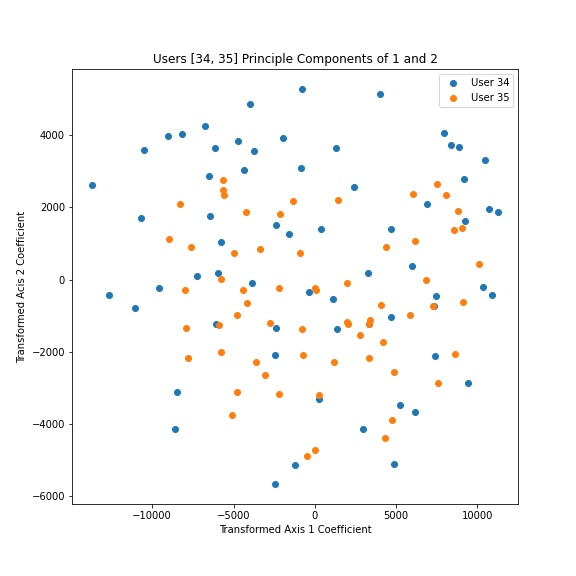 Users [34, 35] Principle Components of 1 and 2
User 34
User 35
Transformed Acis 2 Coefficient
4000
2000
0
−2000
−4000
−6000
−10000 −5000 0 5000 10000
Transformed Axis 1 Coefficient